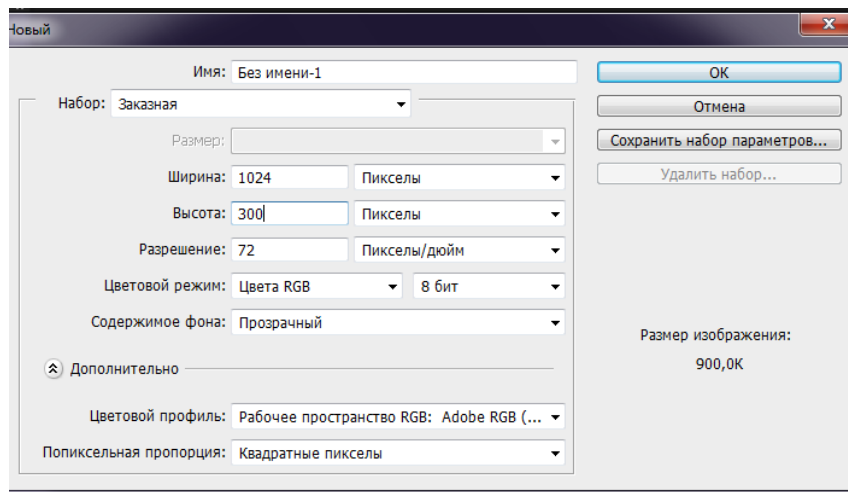 Новый
Имя: Без имени-1
Набор: Заказная
Размер:
Ширина: 1024 Пикселы
Высота: 300 Пикселы
Разрешение: 72 Пикселы/дюйм
Цветовой режим: Цвета RGB 8 бит
Содержимое фона: Прозрачный
Дополнительно
Цветовой профиль: Рабочее пространство RGB: Adobe RGB (...
Попиксельная пропорция: Квадратные пикселы
OK
Отмена
Сохранить набор параметров...
Удалить набор...
Размер изображения:
900,0K